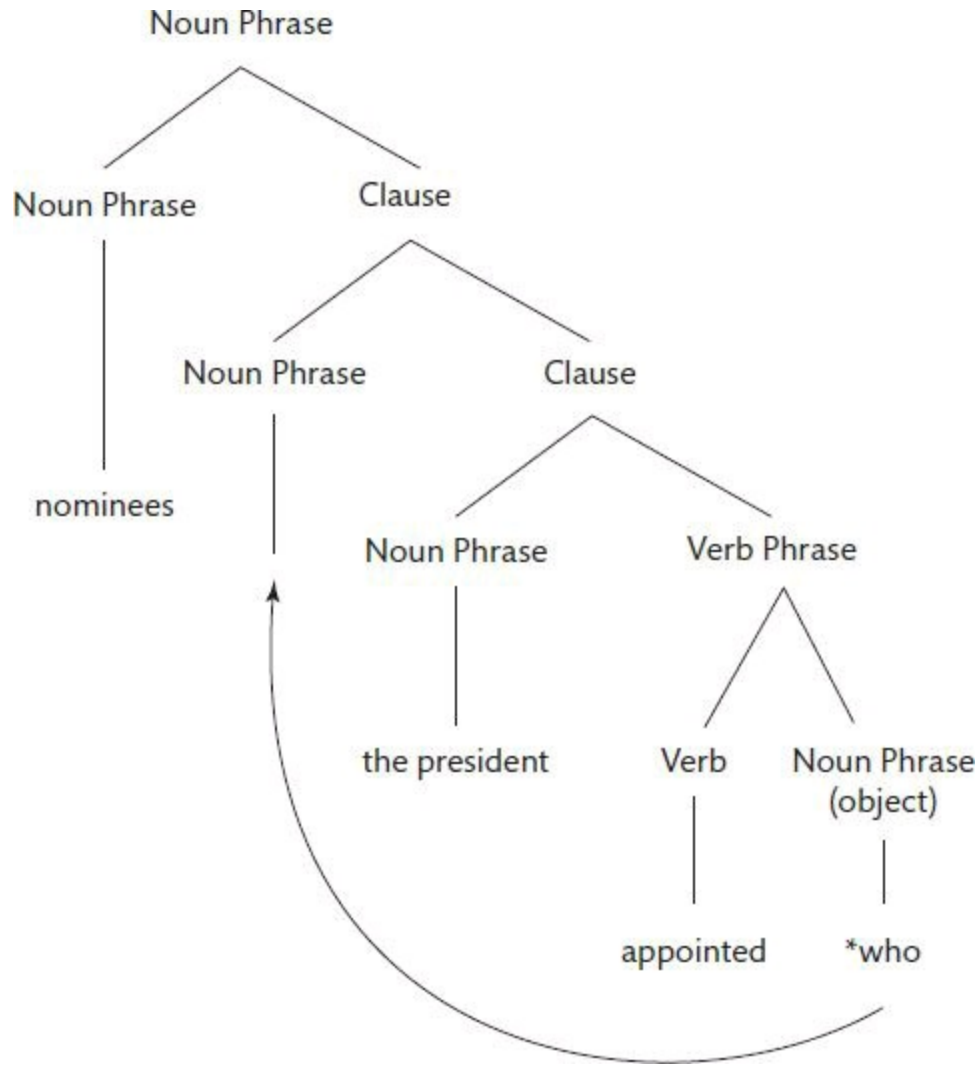 Noun Phrase
Noun Phrase
Clause
Noun Phrase
Clause
nominees
Noun Phrase
Verb Phrase
the president
Verb
Noun Phrase
(object)
appointed
*who